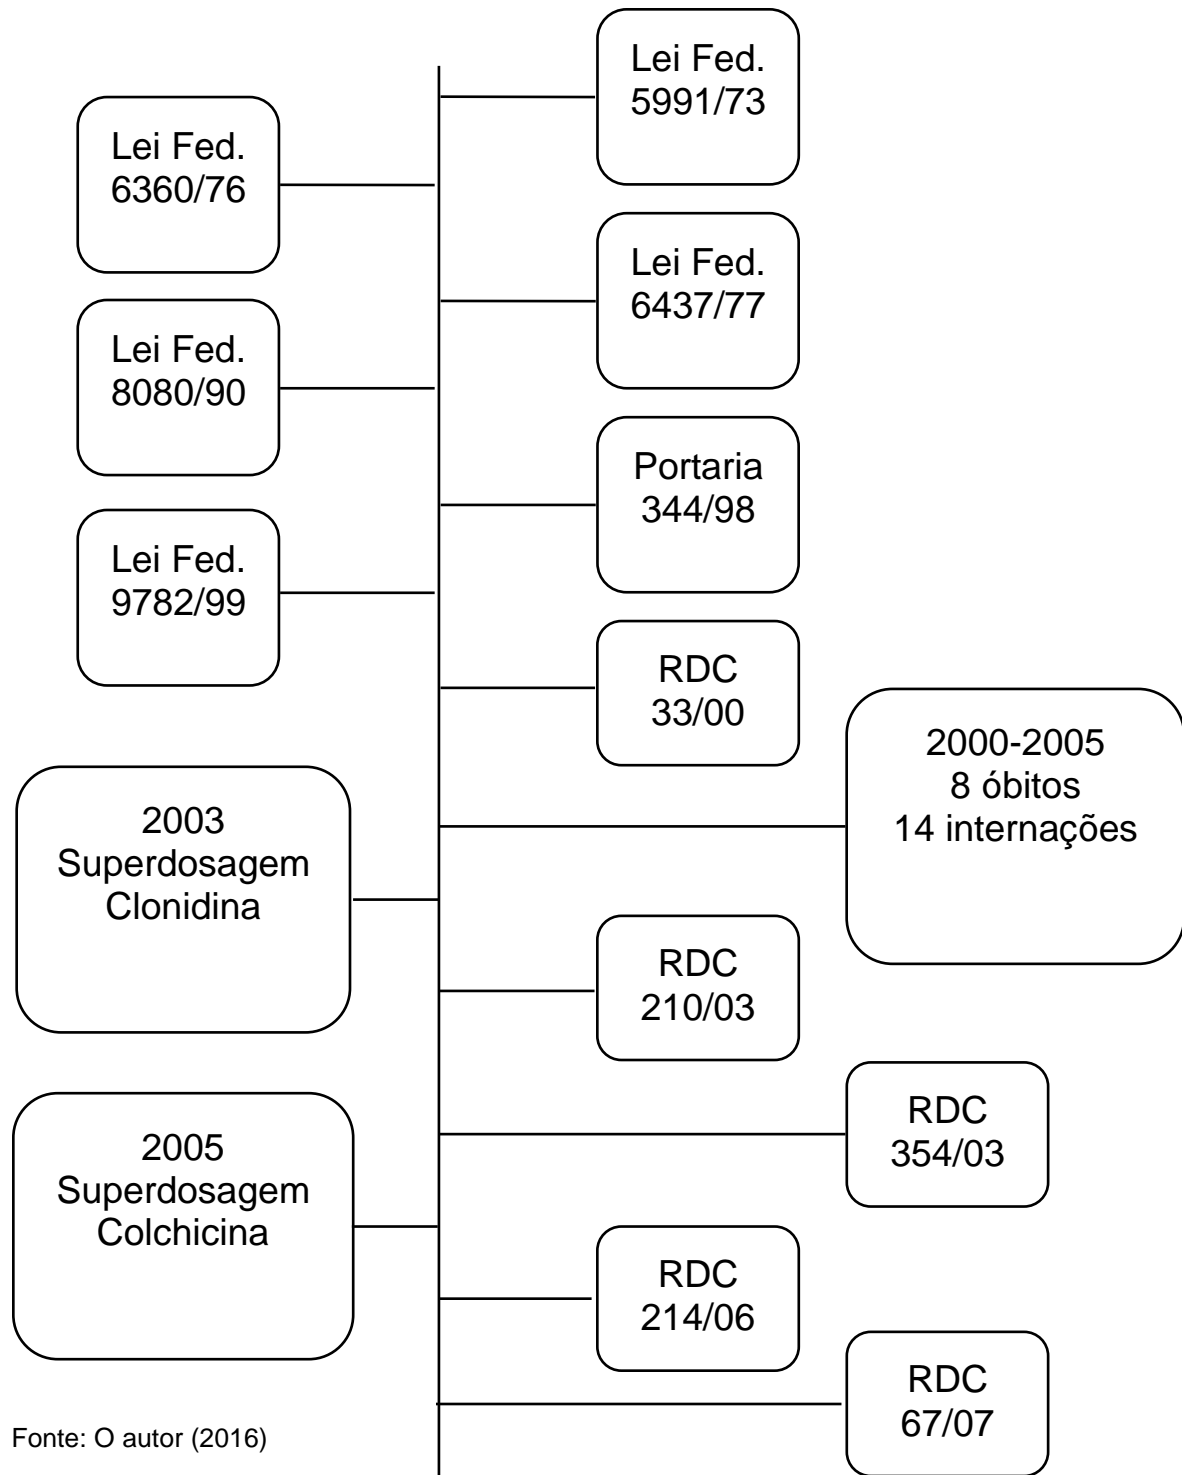 Lei Fed.
5991/73
Lei Fed.
6360/76
Lei Fed.
6437/77
Lei Fed.
8080/90
Portaria
344/98
Lei Fed.
9782/99
RDC
33/00
2000-2005
8 óbitos
14 internações
2003
Superdosagem
Clonidina
RDC
210/03
RDC
354/03
2005
Superdosagem
Colchicina
RDC
214/06
RDC
67/07
Fonte: O autor (2016)